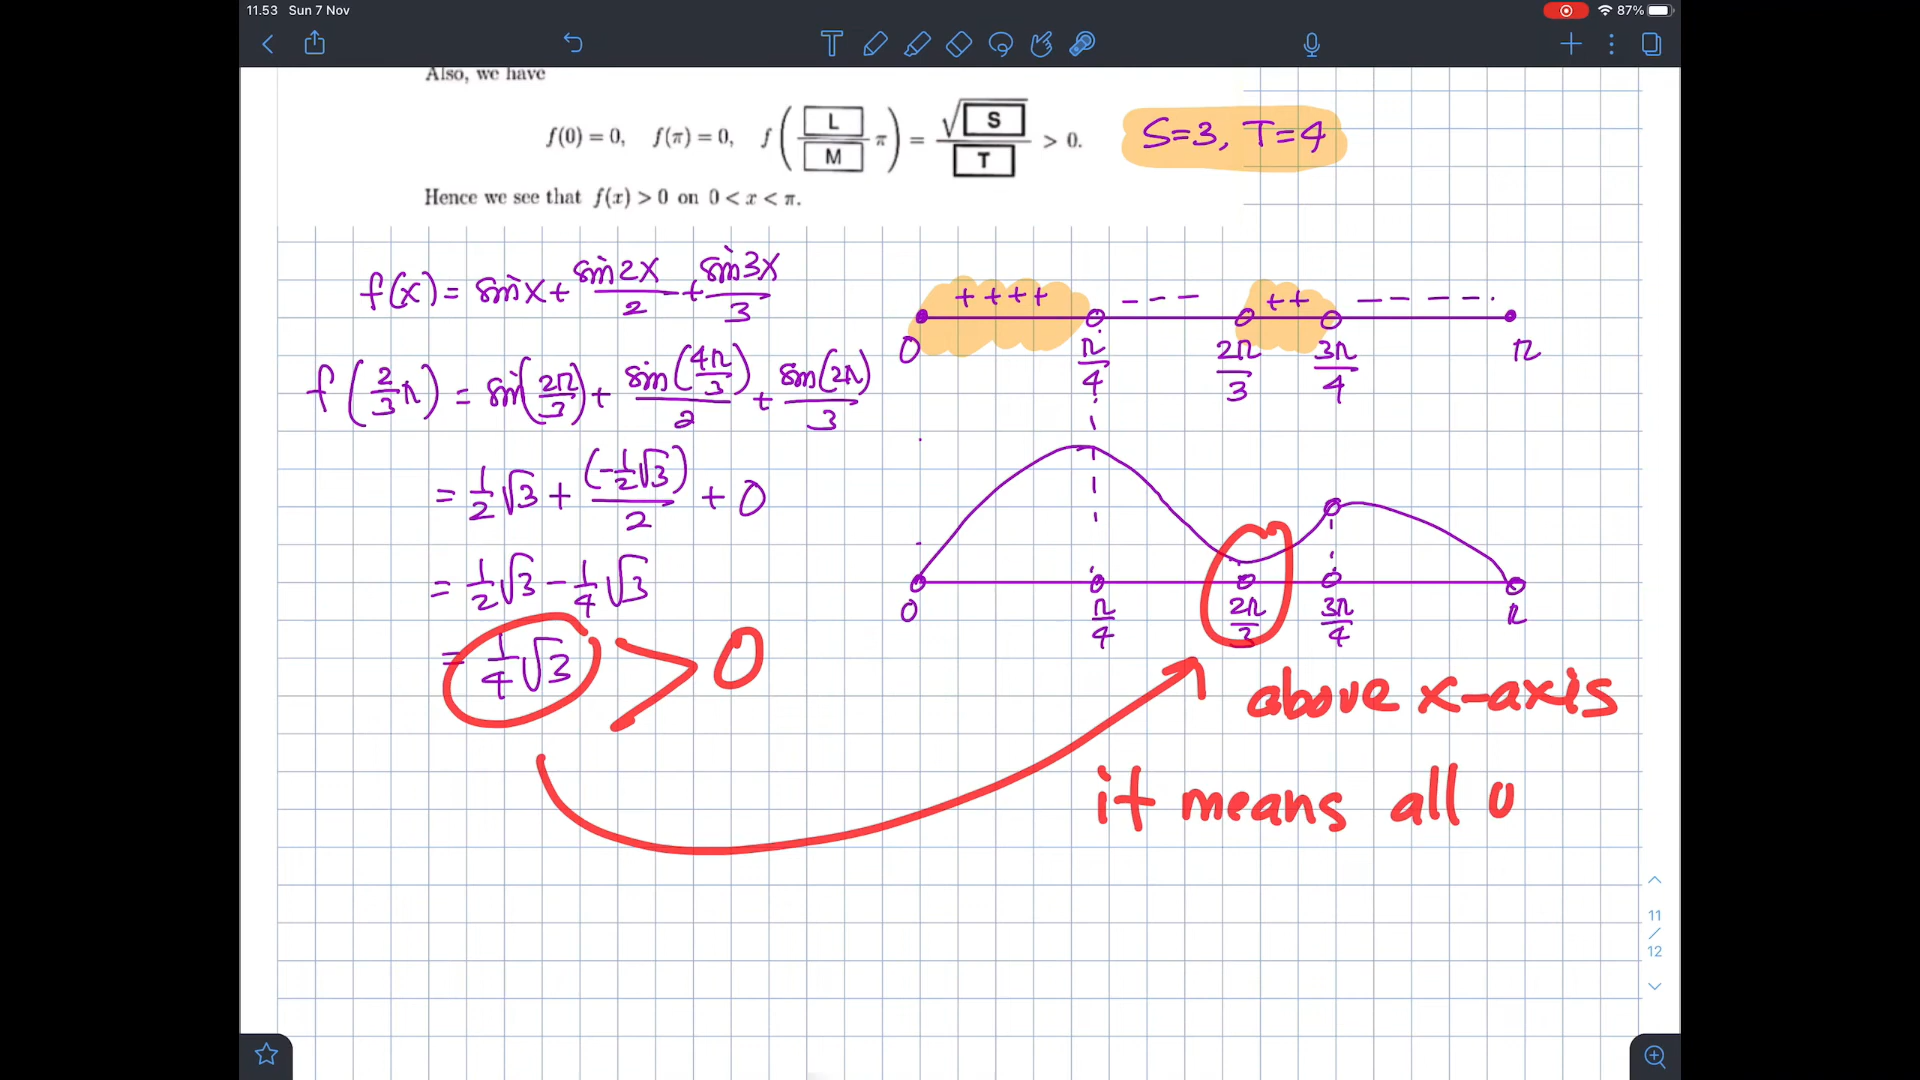 11.53 Sun 7 Nov 87%
Also, we have
f(0) = 0, f(π) = 0, f( L / M π ) = √S / T > 0.
S=3, T=4
Hence we see that f(x) > 0 on 0 < x < π.
f(x) = sin x + sin 2x / 2 + sin 3x / 3
++++ --- ++ -----
0 π/4 2π/3 3π/4 π
f(2/3 π) = sin(2π/3) + sin(4π/3) / 2 + sin(2π) / 3
= 1/2 √3 + (-1/2 √3) / 2 + 0
= 1/2 √3 - 1/4 √3
0 π/4 2π/3 3π/4 π
= 1/4 √3 > 0
above x-axis
it means all
11
/
12